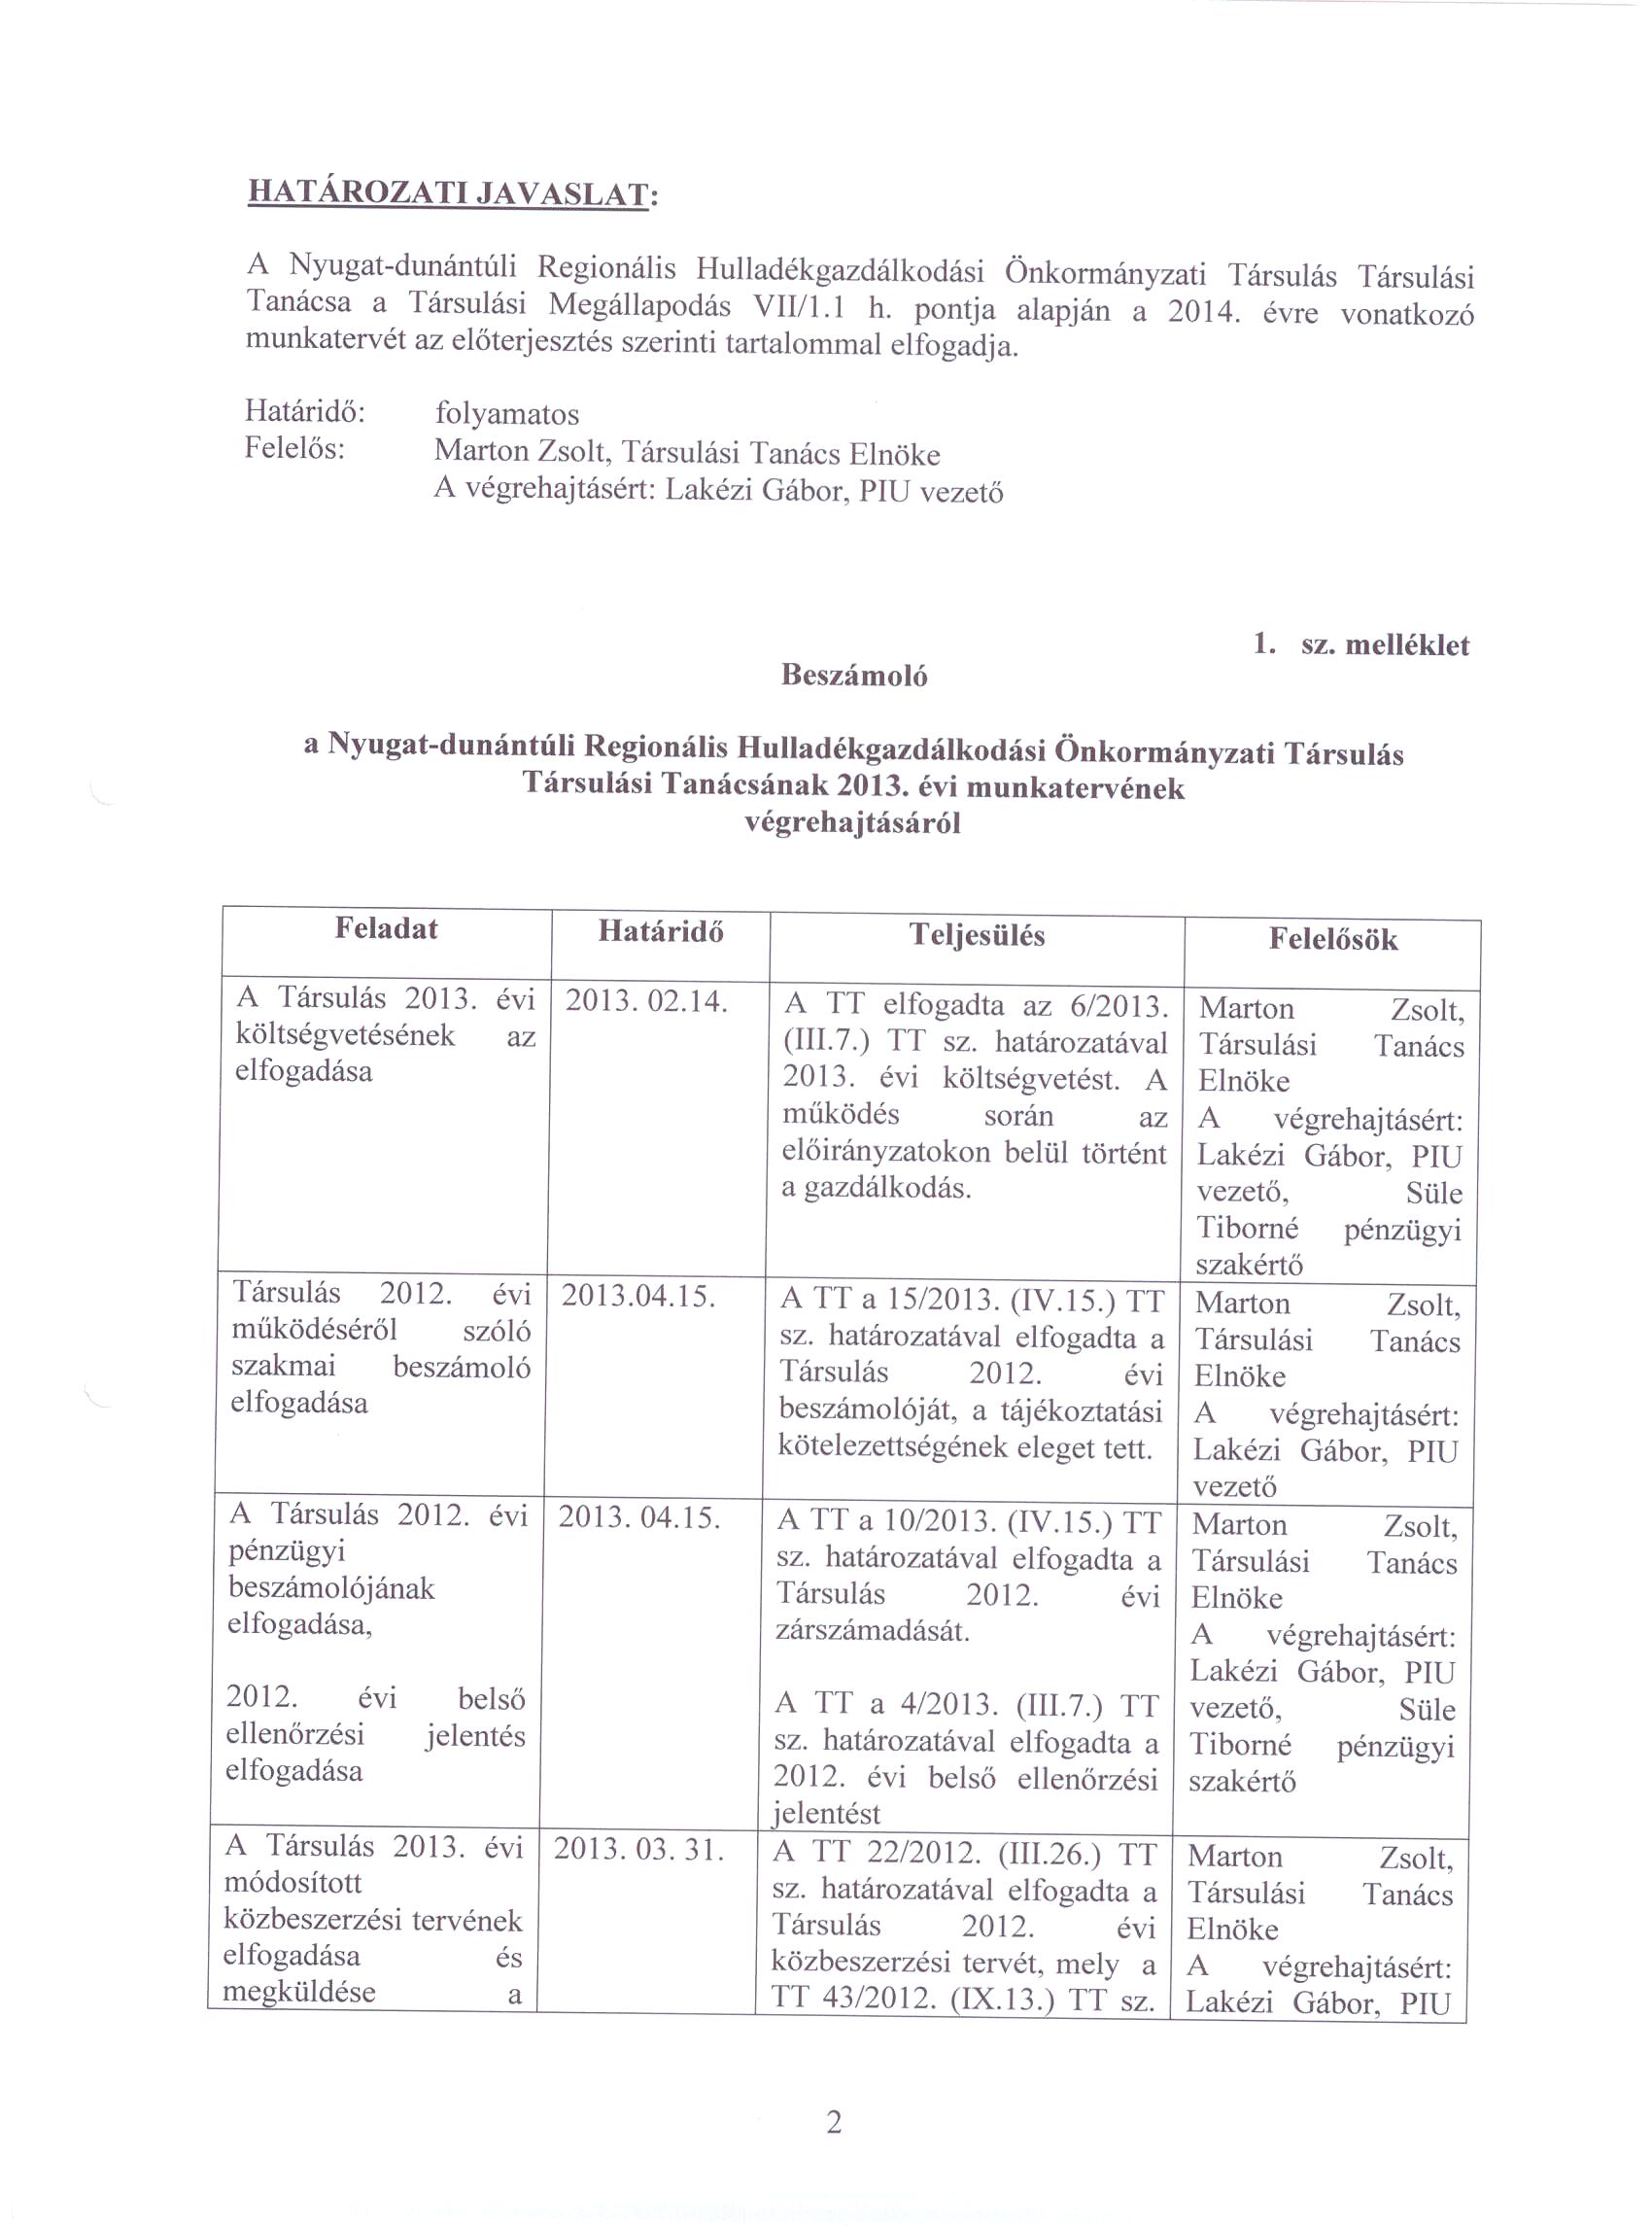 HATÁROZATI JAVASLAT:
A Nyugat-dunántúli Regionális Hulladékgazdálkodási Önkormányzati Társulás Társulási
Tanácsa a Társulási Megállapodás VII/1.1 h. pontja alapján a 2014. évre vonatkozó
munkatervét az előterjesztés szerinti tartalommal elfogadja.
Határidő: folyamatos
Felelős: Marton Zsolt, Társulási Tanács Elnöke
A végrehajtásért: Lakézi Gábor, PIU vezető
1. sz. melléklet
Beszámoló
a Nyugat-dunántúli Regionális Hulladékgazdálkodási Önkormányzati Társulás
Társulási Tanácsának 2013. évi munkatervének
végrehajtásáról
Feladat Határidő Teljesülés Felelősök
A Társulás 2013. évi
költségvetésének az
elfogadása
2013. 02.14.
A TT elfogadta az 6/2013.
(III.7.) TT sz. határozatával
2013. évi költségvetést. A
működés során az
előirányzatokon belül történt
a gazdálkodás.
Marton Zsolt,
Társulási Tanács
Elnöke
A végrehajtásért:
Lakézi Gábor, PIU
vezető, Süle
Tiborné pénzügyi
szakértő
Társulás 2012. évi
működéséről szóló
szakmai beszámoló
elfogadása
2013.04.15.
A TT a 15/2013. (IV.15.) TT
sz. határozatával elfogadta a
Társulás 2012. évi
beszámolóját, a tájékoztatási
kötelezettségének eleget tett.
Marton Zsolt,
Társulási Tanács
Elnöke
A végrehajtásért:
Lakézi Gábor, PIU
vezető
A Társulás 2012. évi
pénzügyi
beszámolójának
elfogadása,
2012. évi belső
ellenőrzési jelentés
elfogadása
2013. 04.15.
A TT a 10/2013. (IV.15.) TT
sz. határozatával elfogadta a
Társulás 2012. évi
zárszámadását.
A TT a 4/2013. (III.7.) TT
sz. határozatával elfogadta a
2012. évi belső ellenőrzési
jelentést
Marton Zsolt,
Társulási Tanács
Elnöke
A végrehajtásért:
Lakézi Gábor, PIU
vezető, Süle
Tiborné pénzügyi
szakértő
A Társulás 2013. évi
módosított
közbeszerzési tervének
elfogadása és
megküldése a
2013. 03. 31.
A TT 22/2012. (III.26.) TT
sz. határozatával elfogadta a
Társulás 2012. évi
közbeszerzési tervét, mely a
TT 43/2012. (IX.13.) TT sz.
Marton Zsolt,
Társulási Tanács
Elnöke
A végrehajtásért:
Lakézi Gábor, PIU
2